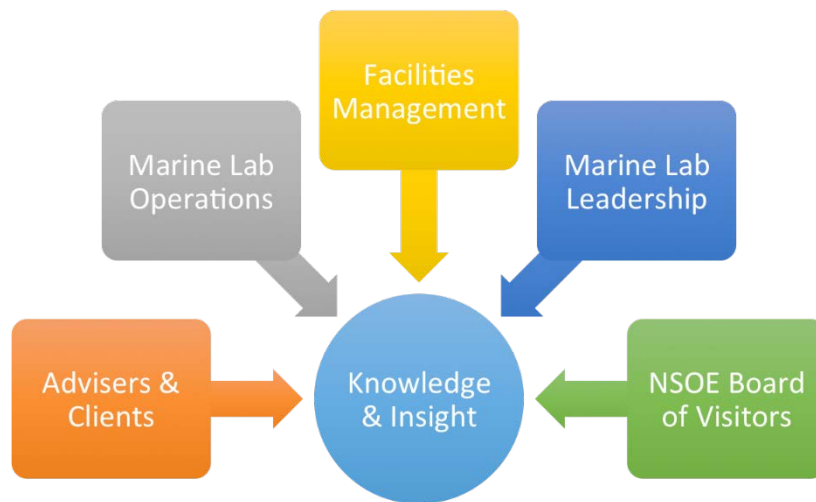 Facilities
Management
Marine Lab
Operations
Marine Lab
Leadership
Advisers &
Clients
Knowledge
& Insight
NSOE Board
of Visitors